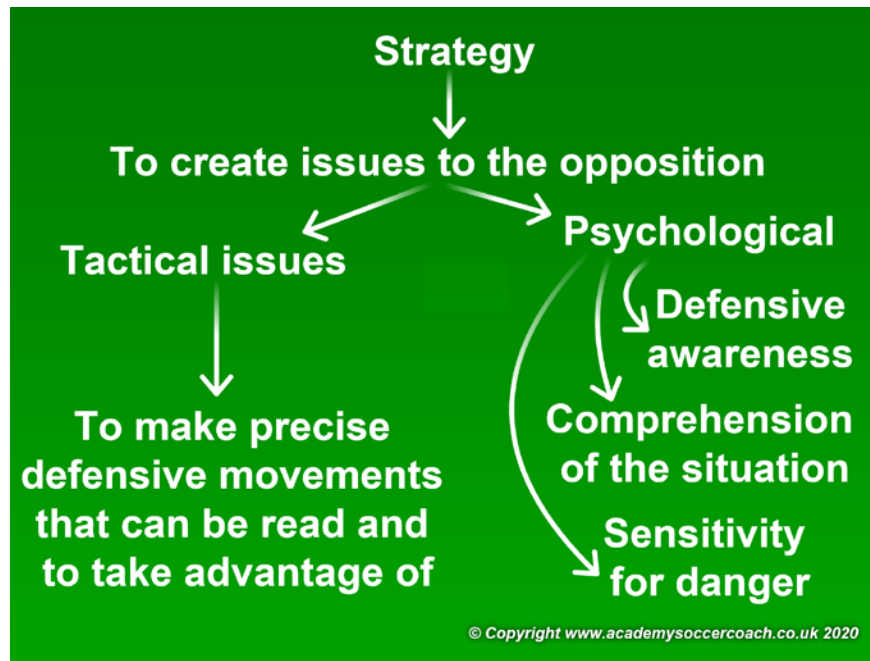 Strategy
To create issues to the opposition
Tactical issues
To make precise
defensive movements
that can be read and
to take advantage of
Psychological
Defensive
awareness
Comprehension
of the situation
Sensitivity
for danger
© Copyright www.academysoccercoach.co.uk 2020